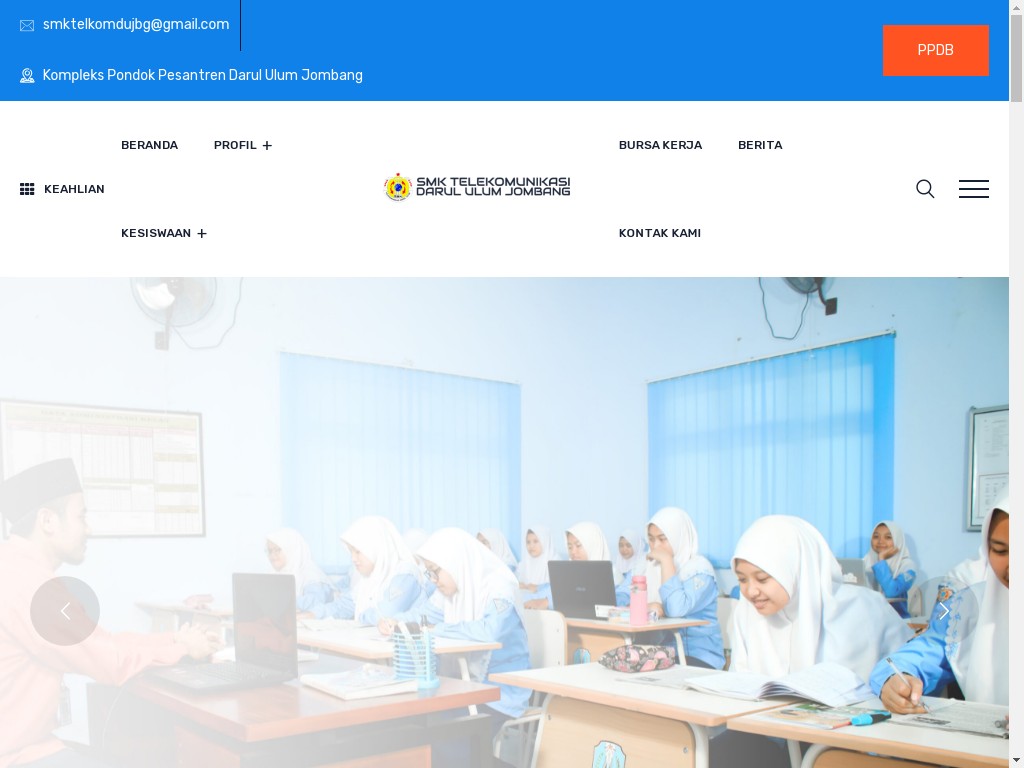 smktelkomdujbg@gmail.com
Kompleks Pondok Pesantren Darul Ulum Jombang
PPDB
BERANDA
PROFIL +
KEAHLIAN
KESISWAAN +
SMK TELEKOMUNIKASI
DARUL ULUM JOMBANG
BURSA KERJA
BERITA
KONTAK KAMI